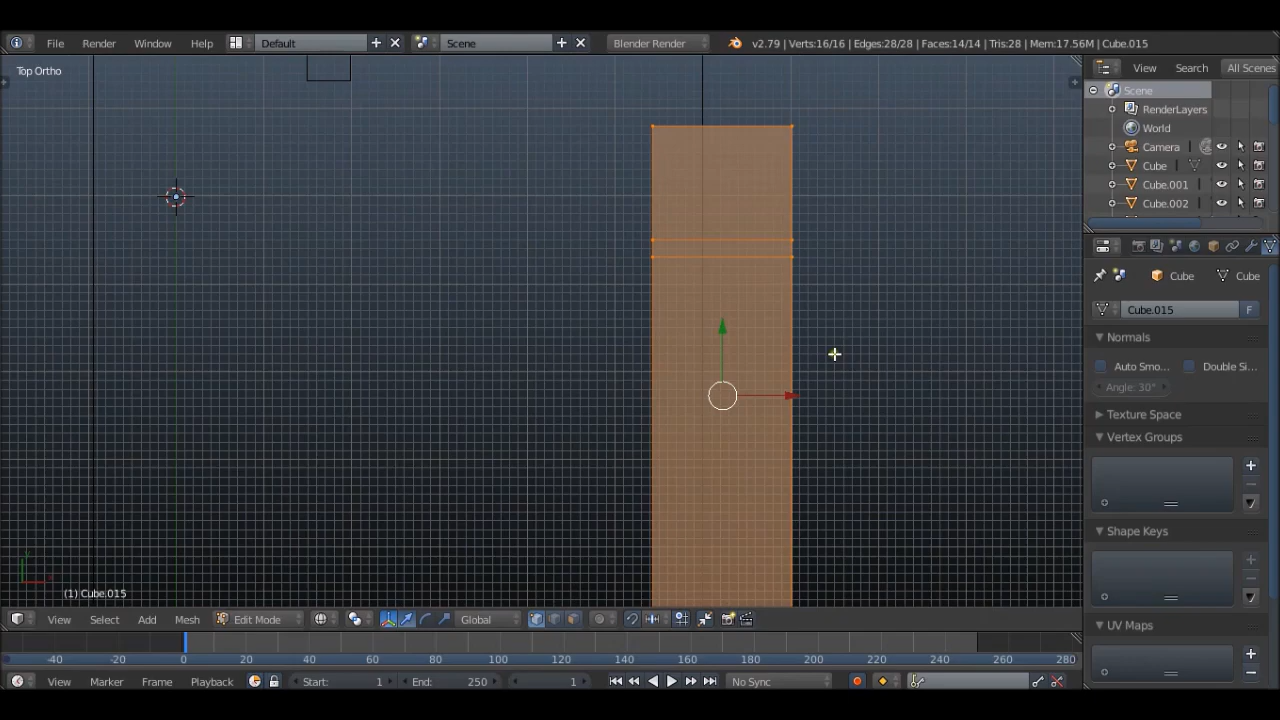 File Render Window Help Default Scene Blender Render v2.79 | Verts:16/16 | Edges:28/28 | Faces:14/14 | Tris:28 | Mem:17.56M | Cube.015
Top Ortho
View Search All Scenes
Scene
RenderLayers
World
Camera
Cube
Cube.001
Cube.002
Cube Cube
Cube.015 F
Normals
Auto Smo... Double Si...
Angle: 30°
Texture Space
Vertex Groups
Shape Keys
UV Maps
(1) Cube.015
View Select Add Mesh Edit Mode Global
-40 -20 0 20 40 60 80 100 120 140 160 180 200 220 240 260 280
View Marker Frame Playback Start: 1 End: 250 1 No Sync